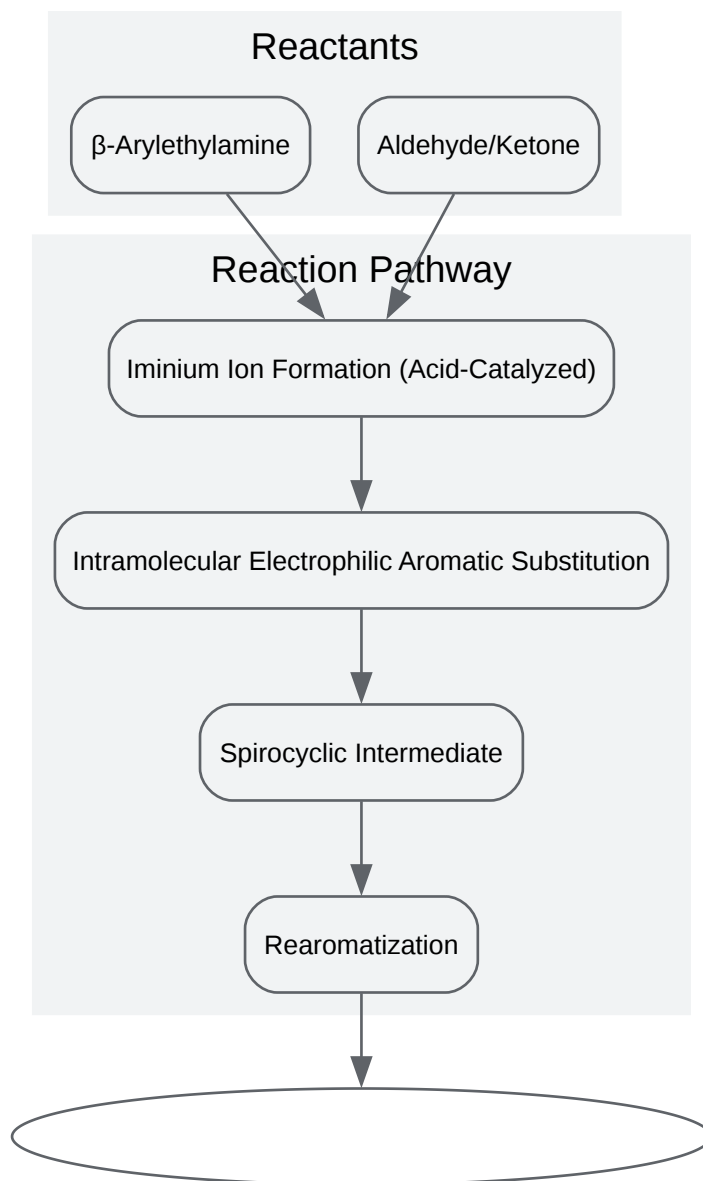 Reactants
β-Arylethylamine
Aldehyde/Ketone
Reaction Pathway
Iminium Ion Formation (Acid-Catalyzed)
Intramolecular Electrophilic Aromatic Substitution
Spirocyclic Intermediate
Rearomatization